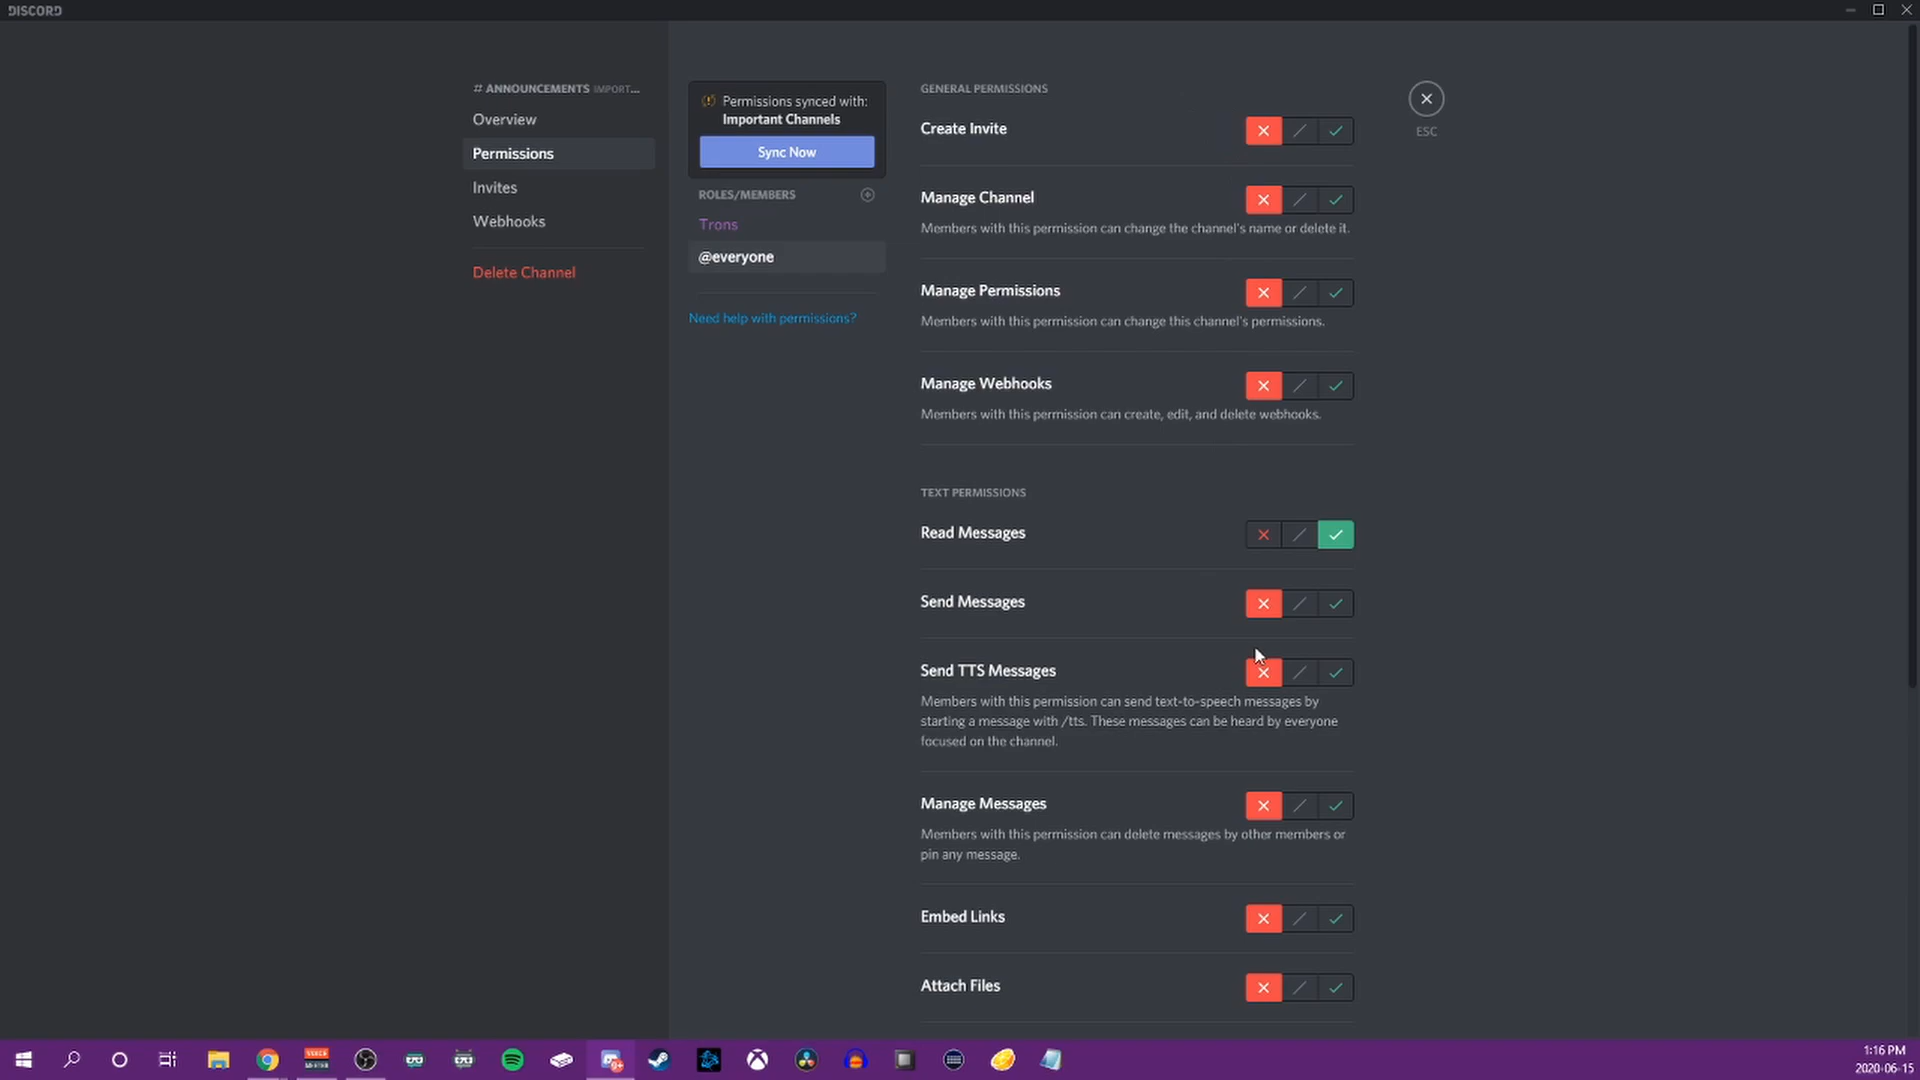 DISCORD
# ANNOUNCEMENTS IMPORT...
Overview
Permissions
Invites
Webhooks
Delete Channel
Permissions synced with:
Important Channels
Sync Now
ROLES/MEMBERS
Trons
@everyone
Need help with permissions?
GENERAL PERMISSIONS
Create Invite
Manage Channel
Members with this permission can change the channel's name or delete it.
Manage Permissions
Members with this permission can change this channel's permissions.
Manage Webhooks
Members with this permission can create, edit, and delete webhooks.
TEXT PERMISSIONS
Read Messages
Send Messages
Send TTS Messages
Members with this permission can send text-to-speech messages by
starting a message with /tts. These messages can be heard by everyone
focused on the channel.
Manage Messages
Members with this permission can delete messages by other members or
pin any message.
Embed Links
Attach Files
ESC
9+
1:16 PM
2020-06-15